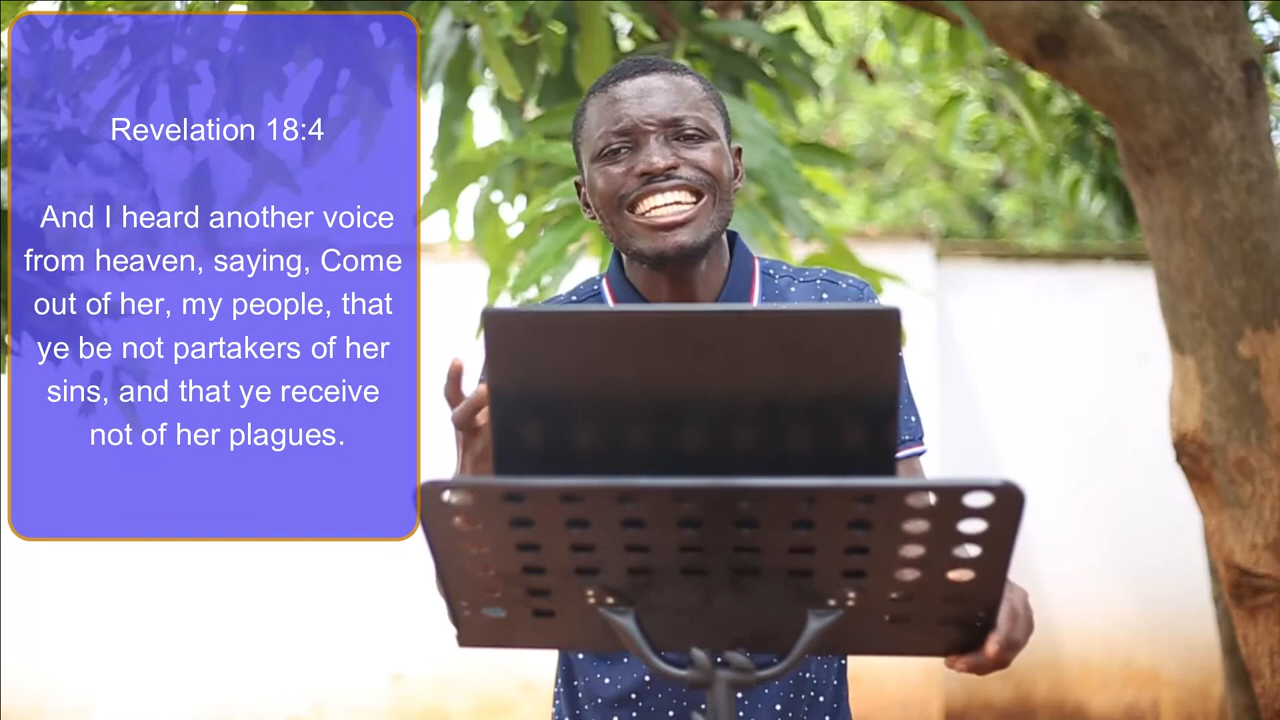 Revelation 18:4
And I heard another voice
from heaven, saying, Come
out of her, my people, that
ye be not partakers of her
sins, and that ye receive
not of her plagues.